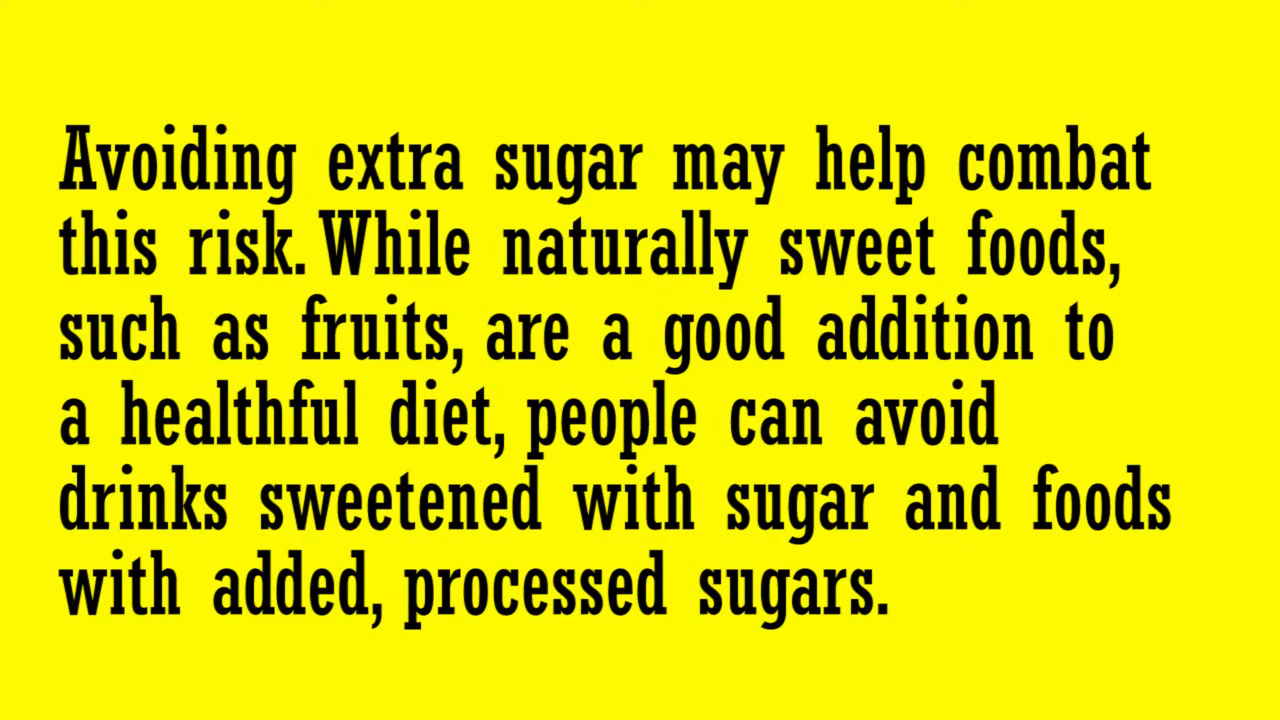 Avoiding extra sugar may help combat
this risk. While naturally sweet foods,
such as fruits, are a good addition to
a healthful diet, people can avoid
drinks sweetened with sugar and foods
with added, processed sugars.